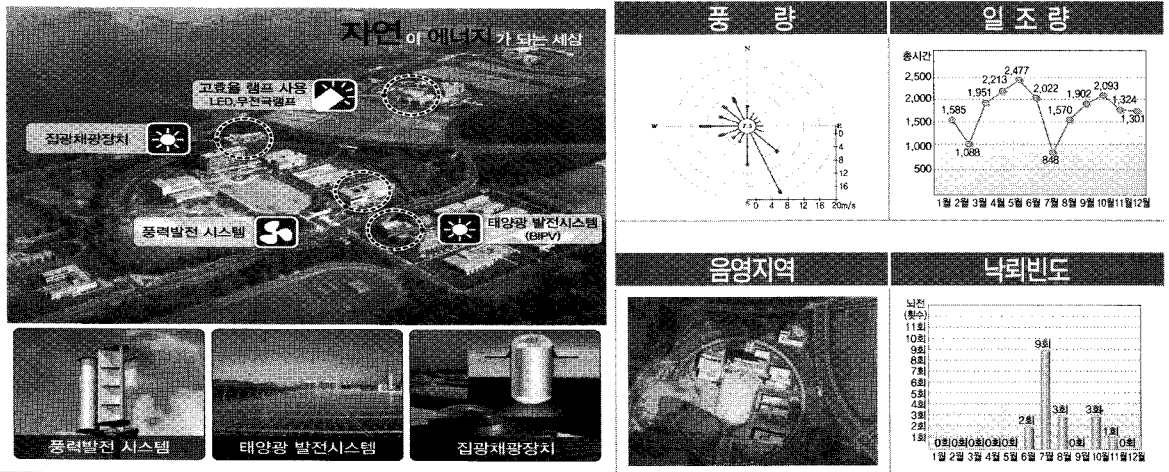 자연이 에너지가 되는 세상
고효율 램프 사용
LED,무전극램프
집광채광장치
풍력발전 시스템
태양광 발전시스템
(BIPV)
풍력발전 시스템
태양광 발전시스템
집광채광장치
풍 량
N
W
E
S
0
4
8
12
16
0 4 8 12 16 20m/s
일 조 량
총시간
2,500
2,000
1,500
1,000
500
1,585
1,088
1,951
2,213
2,477
2,022
848
1,570
1,902
2,093
1,324
1,301
1월 2월 3월 4월 5월 6월 7월 8월 9월 10월 11월 12월
음영지역
낙뢰빈도
뇌전
(횟수)
11회
10회
9회
8회
7회
6회
5회
4회
3회
2회
1회
0회 0회 0회 0회 0회 2회 9회 3회 0회 3회 1회 0회
1월 2월 3월 4월 5월 6월 7월 8월 9월 10월 11월 12월